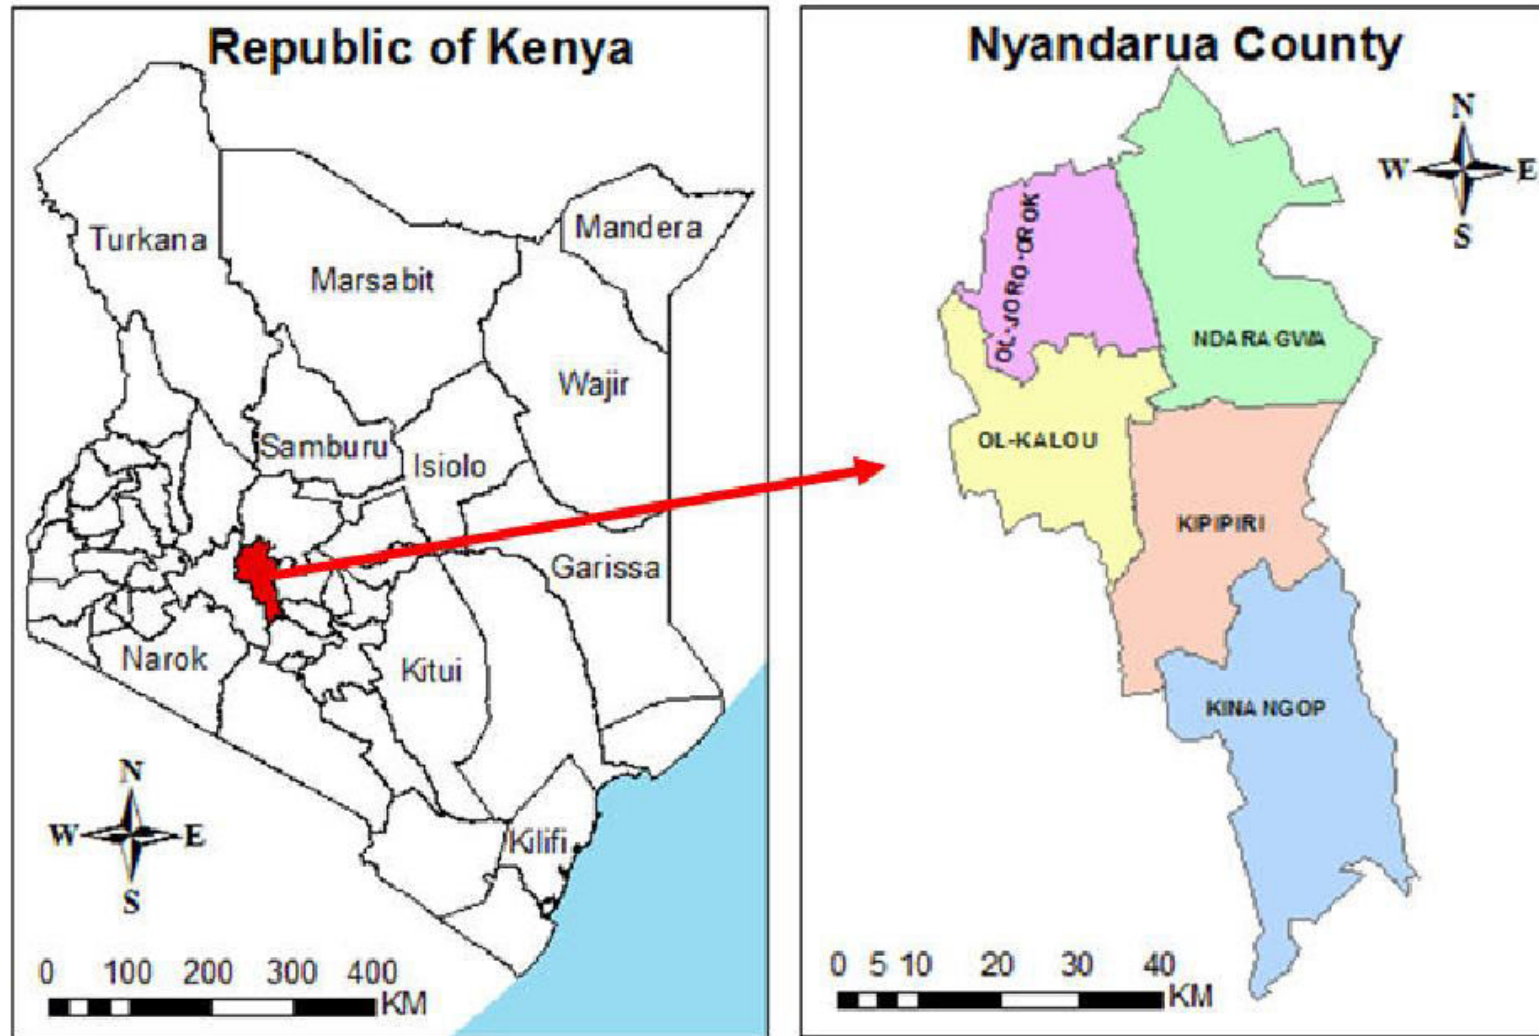 Republic of Kenya
Turkana
Marsabit
Mandera
Wajir
Samburu
Isiolo
Garissa
Narok
Kitui
Kilifi
N
W E
S
0 100 200 300 400
KM
Nyandarua County
N
W E
S
OL-JORO-OROK
NDARAGWA
OL-KALOU
KIPIPIRI
KINANGOP
0 5 10 20 30 40
KM